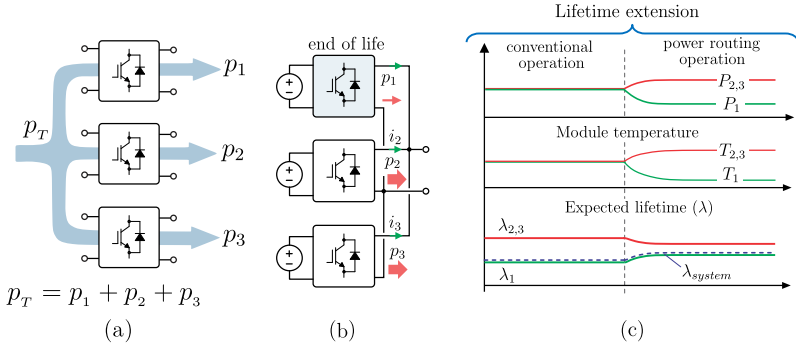 p_T
p_1
p_2
p_3
p_T = p_1 + p_2 + p_3
(a)
end of life
p_1
i_2
p_2
i_3
p_3
(b)
Lifetime extension
conventional
operation
power routing
operation
P_{2,3}
P_1
Module temperature
T_{2,3}
T_1
Expected lifetime (λ)
λ_{2,3}
λ_1
λ_{system}
(c)